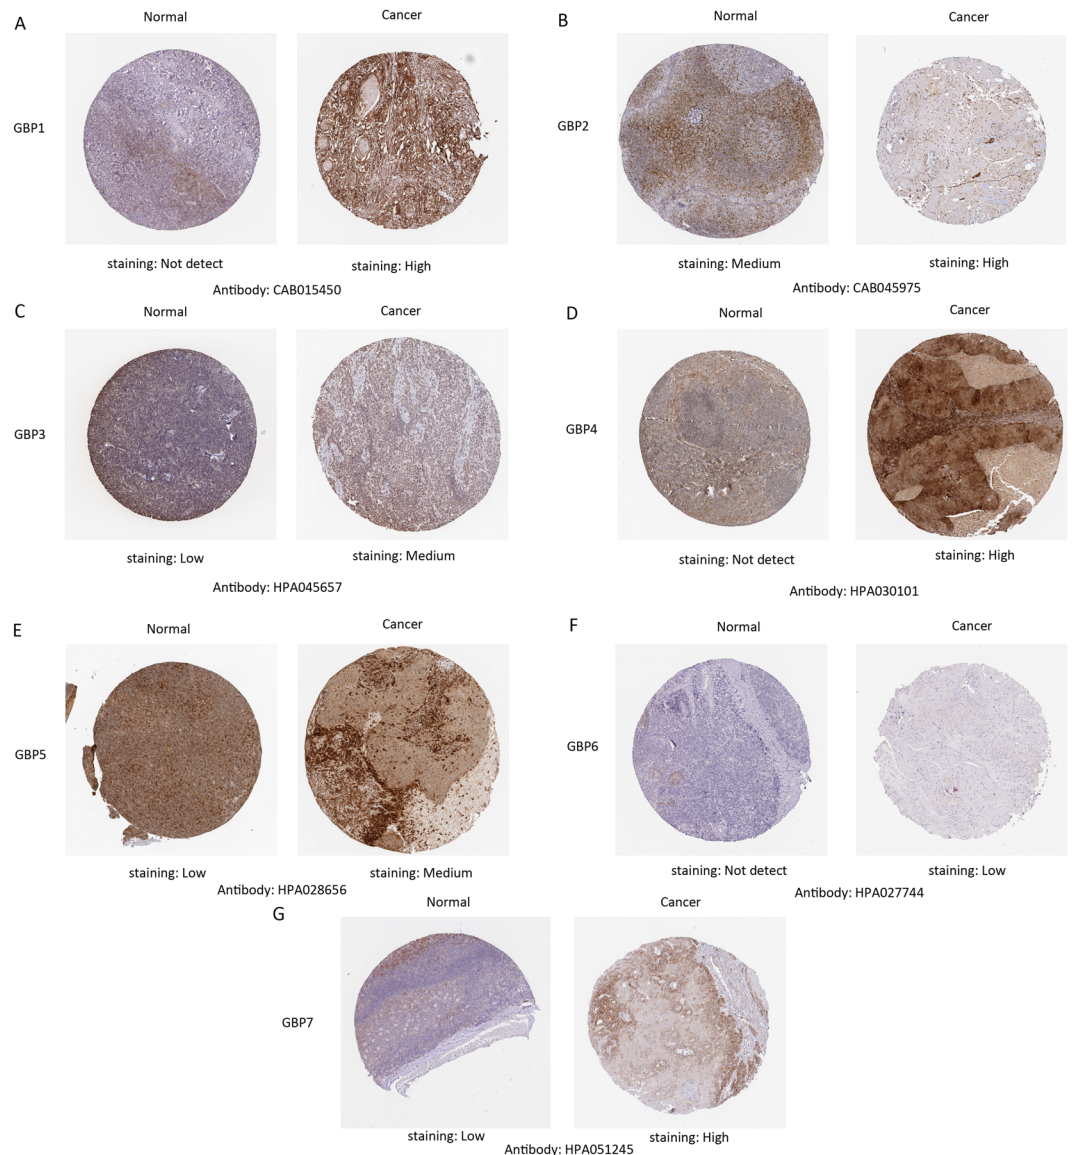 A
Normal
Cancer
GBP1
staining: Not detect
staining: High
Antibody: CAB015450
B
Normal
Cancer
GBP2
staining: Medium
staining: High
Antibody: CAB045975
C
Normal
Cancer
GBP3
staining: Low
staining: Medium
Antibody: HPA045657
D
Normal
Cancer
GBP4
staining: Not detect
staining: High
Antibody: HPA030101
E
Normal
Cancer
GBP5
staining: Low
staining: Medium
Antibody: HPA028656
F
Normal
Cancer
GBP6
staining: Not detect
staining: Low
Antibody: HPA027744
G
Normal
Cancer
GBP7
staining: Low
staining: High
Antibody: HPA051245